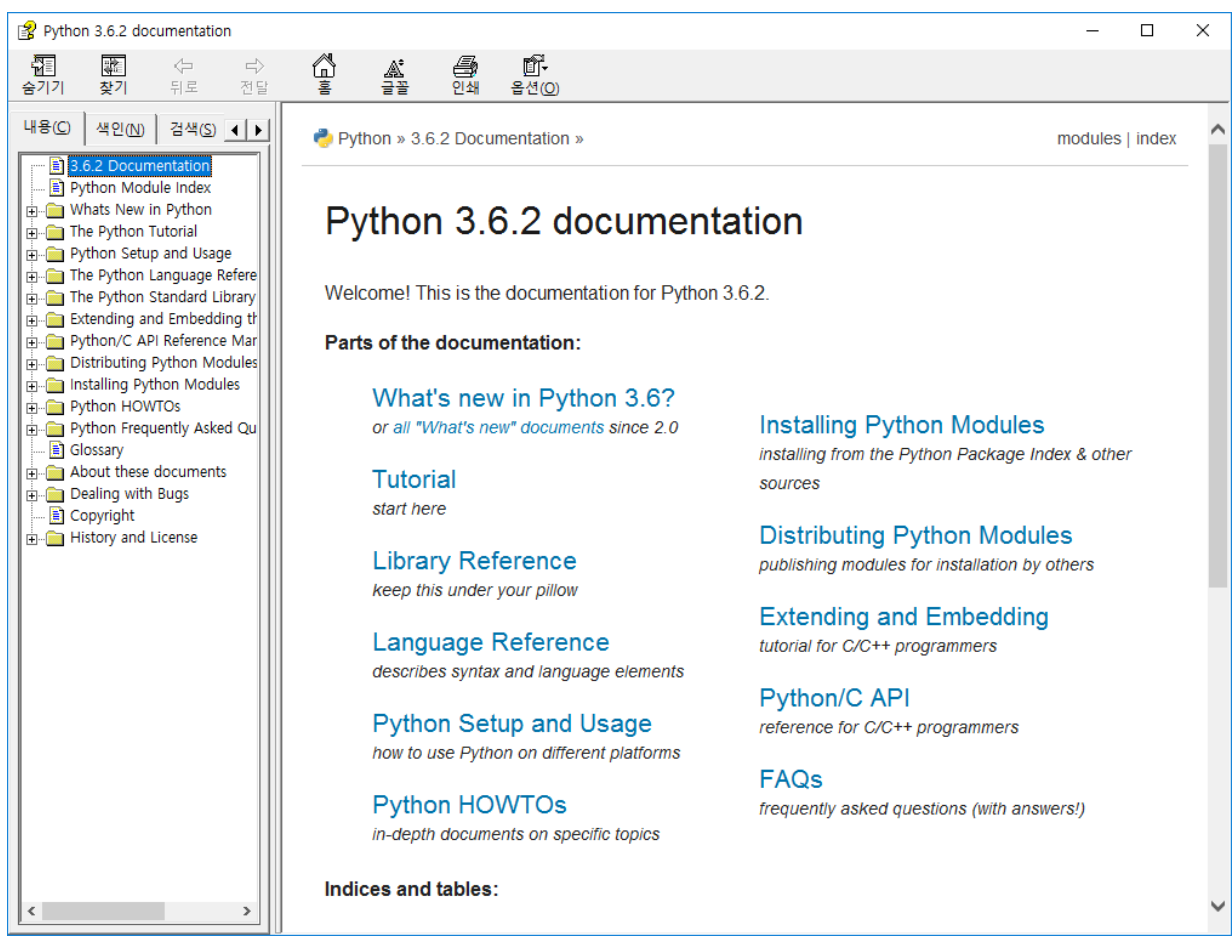 Python 3.6.2 documentation
숨기기 찾기 뒤로 전달 홈 글꼴 인쇄 옵션(O)
내용(C) 색인(N) 검색(S)
3.6.2 Documentation
Python Module Index
Whats New in Python
The Python Tutorial
Python Setup and Usage
The Python Language Refere
The Python Standard Library
Extending and Embedding th
Python/C API Reference Mar
Distributing Python Modules
Installing Python Modules
Python HOWTOs
Python Frequently Asked Qu
Glossary
About these documents
Dealing with Bugs
Copyright
History and License
Python » 3.6.2 Documentation »
modules | index
Python 3.6.2 documentation
Welcome! This is the documentation for Python 3.6.2.
Parts of the documentation:
What's new in Python 3.6?
or all "What's new" documents since 2.0
Tutorial
start here
Library Reference
keep this under your pillow
Language Reference
describes syntax and language elements
Python Setup and Usage
how to use Python on different platforms
Python HOWTOs
in-depth documents on specific topics
Installing Python Modules
installing from the Python Package Index & other
sources
Distributing Python Modules
publishing modules for installation by others
Extending and Embedding
tutorial for C/C++ programmers
Python/C API
reference for C/C++ programmers
FAQs
frequently asked questions (with answers!)
Indices and tables: